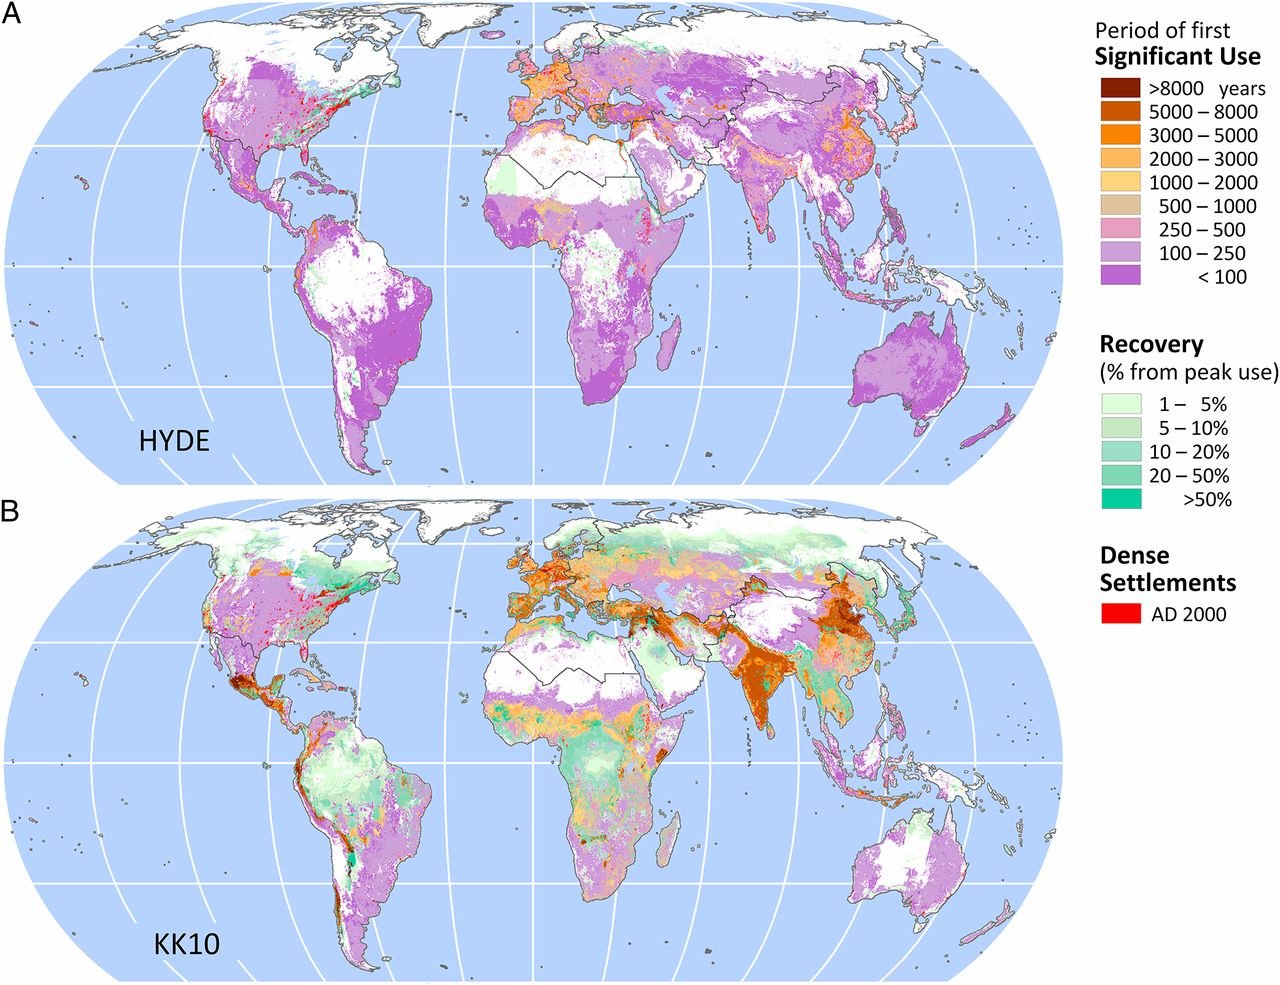 A
HYDE
Period of first
Significant Use
>8000 years
5000 – 8000
3000 – 5000
2000 – 3000
1000 – 2000
500 – 1000
250 – 500
100 – 250
< 100
Recovery
(% from peak use)
1 – 5%
5 – 10%
10 – 20%
20 – 50%
>50%
B
KK10
Dense
Settlements
AD 2000